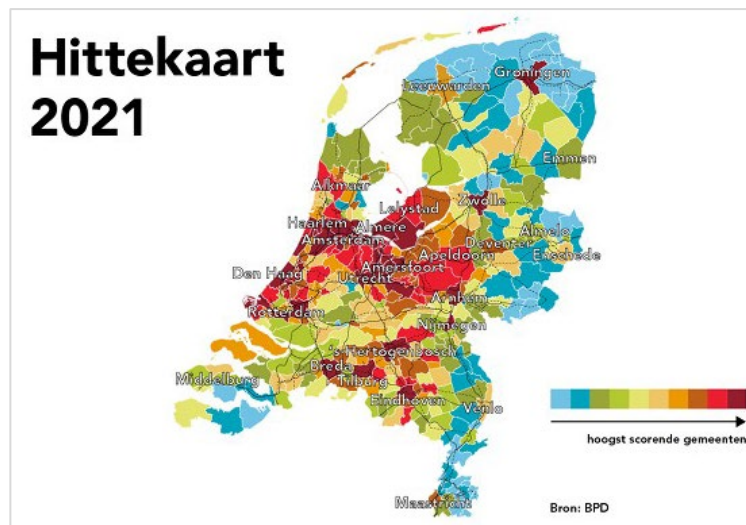 Hittekaart
2021
Groningen
Leeuwarden
Emmen
Alkmaar
Zwolle
Lelystad
Haarlem
Almere
Almelo
Amsterdam
Deventer
Enschede
Apeldoorn
Den Haag
Amersfoort
Utrecht
Arnhem
Rotterdam
Nijmegen
's Hertogenbosch
Breda
Middelburg
Tilburg
Eindhoven
Venlo
hoogst scorende gemeenten
Maastricht
Bron: BPD